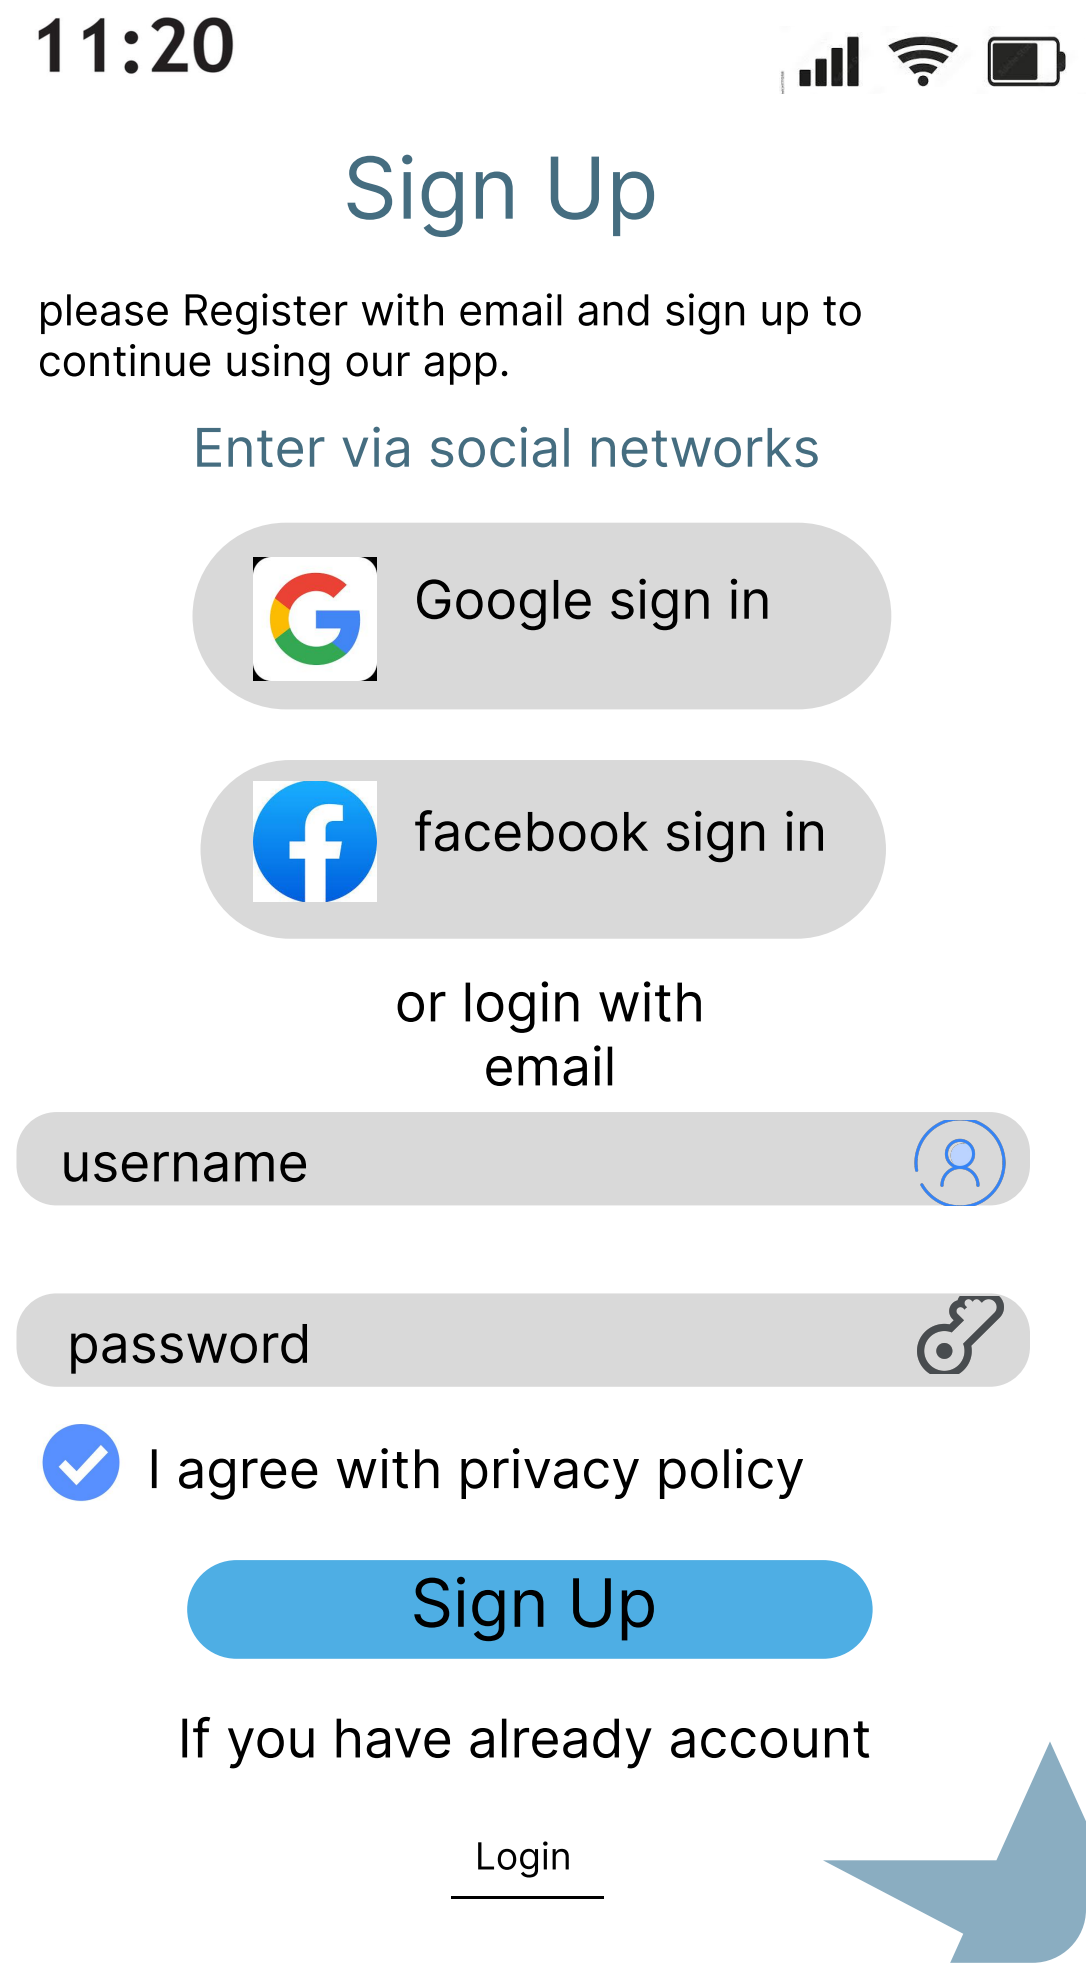 11:20
Sign Up
please Register with email and sign up to
continue using our app.
Enter via social networks
Google sign in
facebook sign in
or login with
email
username
password
I agree with privacy policy
Sign Up
If you have already account
Login